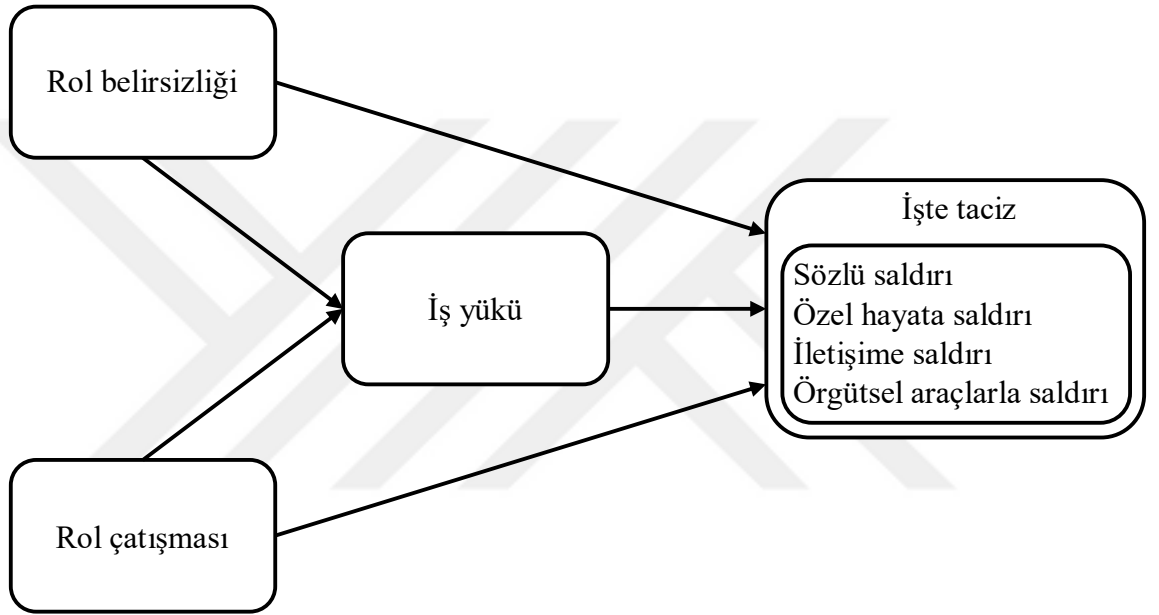 Rol belirsizliği
İşte taciz
Sözlü saldırı
Özel hayata saldırı
İletişime saldırı
Örgütsel araçlarla saldırı
İş yükü
Rol çatışması